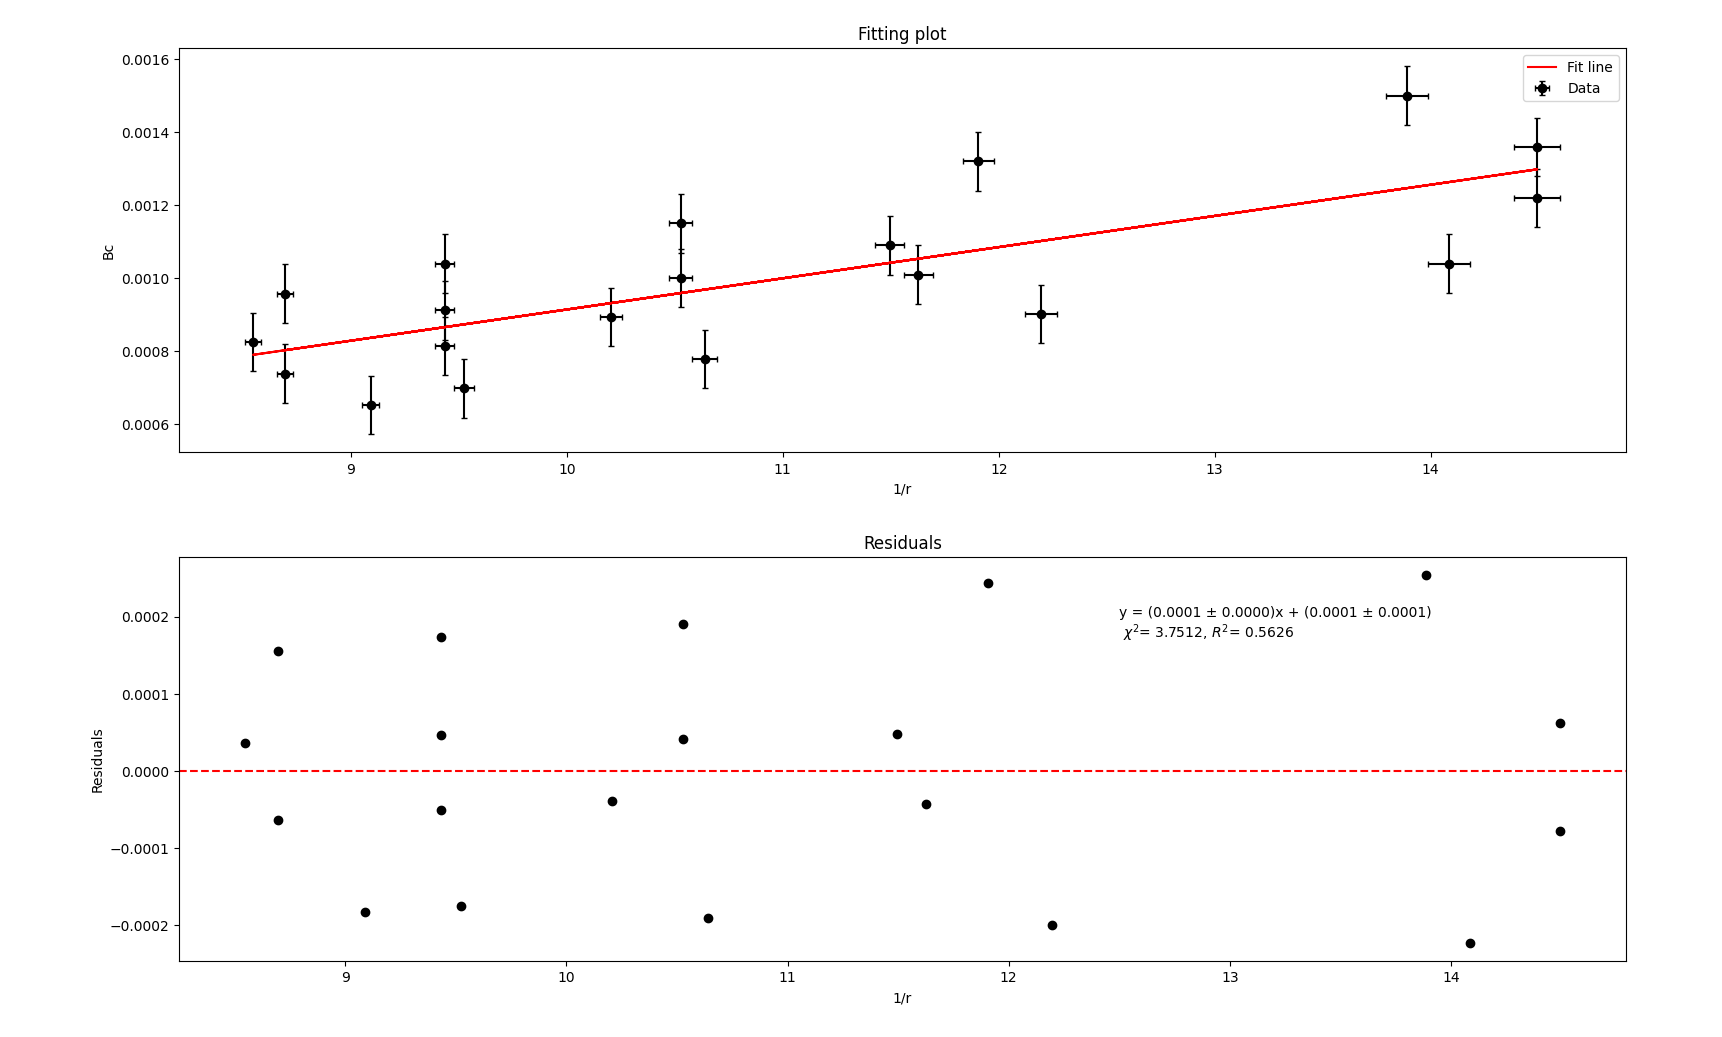 Fitting plot
0.0016
0.0014
0.0012
0.0010
0.0008
0.0006
Bc
Fit line
Data
9 10 11 12 13 14
1/r
Residuals
0.0002
0.0001
0.0000
−0.0001
−0.0002
Residuals
y = (0.0001 ± 0.0000)x + (0.0001 ± 0.0001)
χ²= 3.7512, R²= 0.5626
9 10 11 12 13 14
1/r